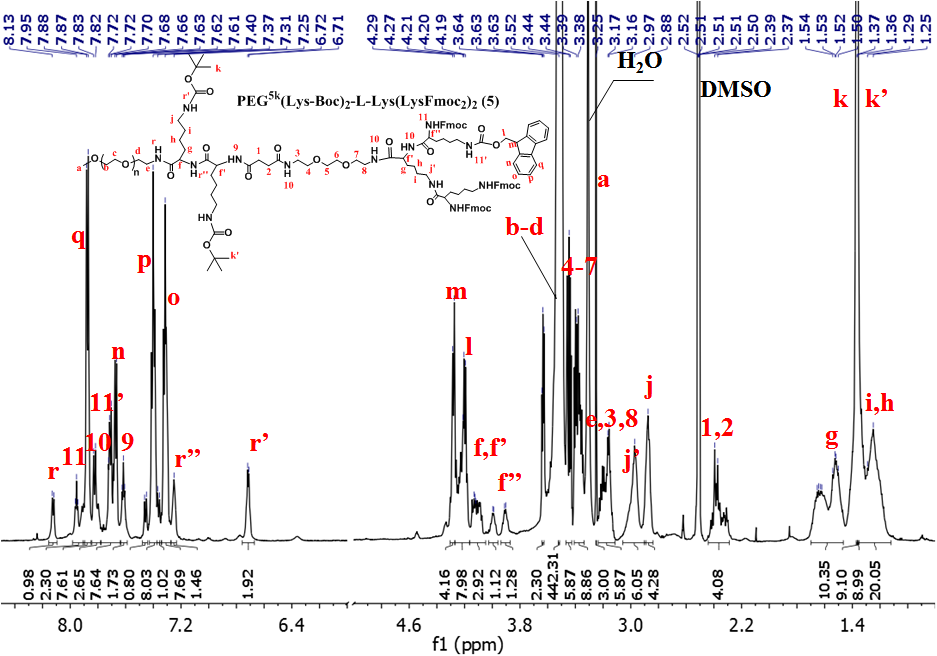 8.13 7.95 7.88 7.87 7.83 7.82 7.72 7.72 7.70 7.68 7.66 7.63 7.62 7.61 7.40 7.37 7.31 7.25 6.72 6.71
4.29 4.27 4.21 4.20 4.19 3.64 3.63 3.63 3.52 3.44 3.44 3.39 3.38 3.25 3.17 3.16 2.97 2.88 2.52 2.51 2.51 2.51 2.50 2.39 2.37 1.54 1.53 1.52 1.50 1.37 1.36 1.29 1.25
H₂O
DMSO
k k’
PEG⁵ᵏ(Lys-Boc)₂-L-Lys(LysFmoc₂)₂ (5)
a
b-d
4-7
q
p
o
n
m
l
11’
r 11 10 9
r’’
r’
f,f’
f’’
e,3,8
j’
j
1,2
g
i,h
0.98 2.30 7.61 2.65 7.64 1.73 0.80 8.03 1.02 7.69 1.46 1.92
4.16 7.98 2.92 1.12 1.28 2.30 442.31 5.87 8.86 3.00 5.87 6.05 4.28 4.08 10.35 9.10 8.99 20.05
8.0 7.2 6.4 4.6 3.8 3.0 2.2 1.4
f1 (ppm)